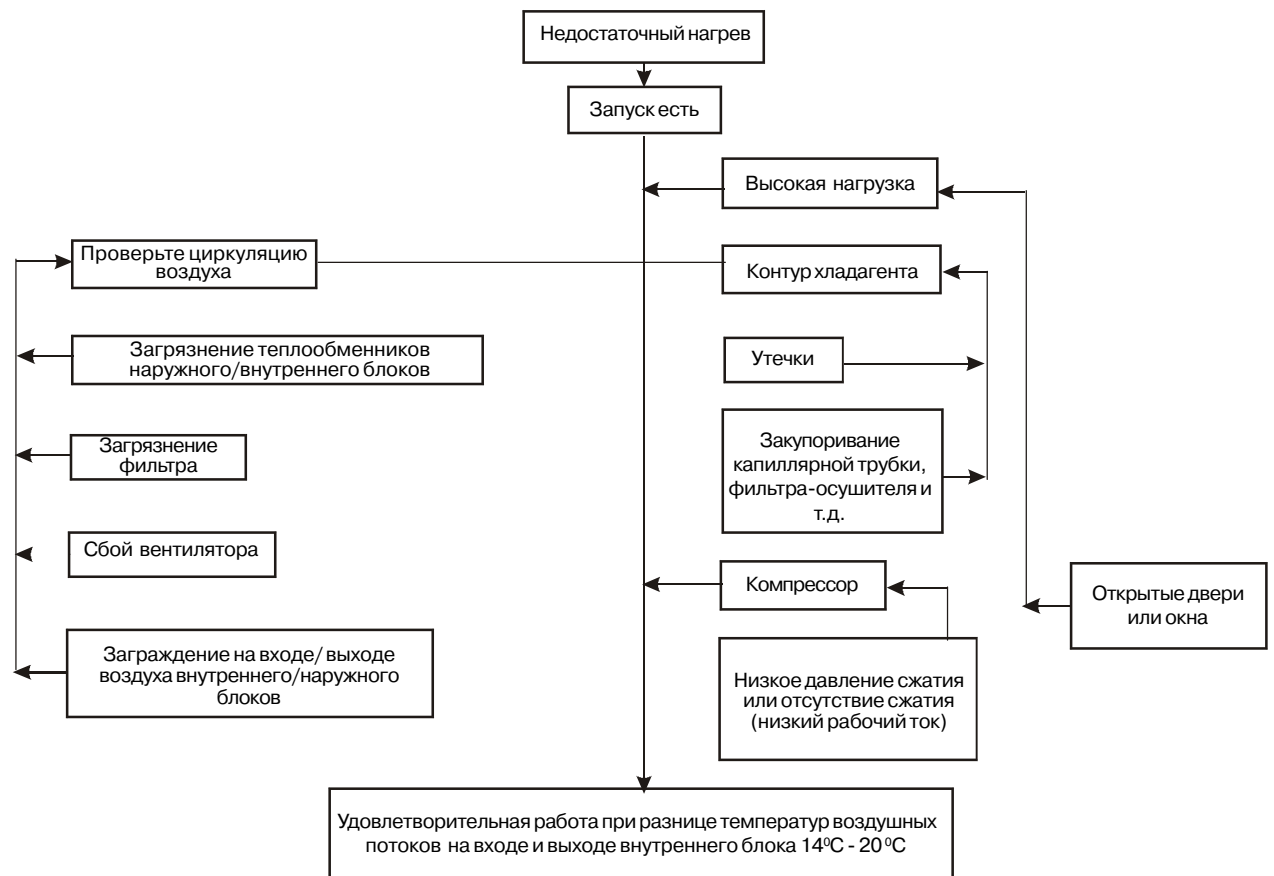 Недостаточный нагрев
Запуск есть
Высокая нагрузка
Проверьте циркуляцию
воздуха
Контур хладагента
Загрязнение теплообменников
наружного/внутреннего блоков
Утечки
Загрязнение
фильтра
Закупоривание
капиллярной трубки,
фильтра-осушителя и
т.д.
Сбой вентилятора
Компрессор
Открытые двери
или окна
Заграждение на входе/ выходе
воздуха внутреннего/наружного
блоков
Низкое давление сжатия
или отсутствие сжатия
(низкий рабочий ток)
Удовлетворительная работа при разнице температур воздушных
потоков на входе и выходе внутреннего блока 14⁰C - 20⁰C